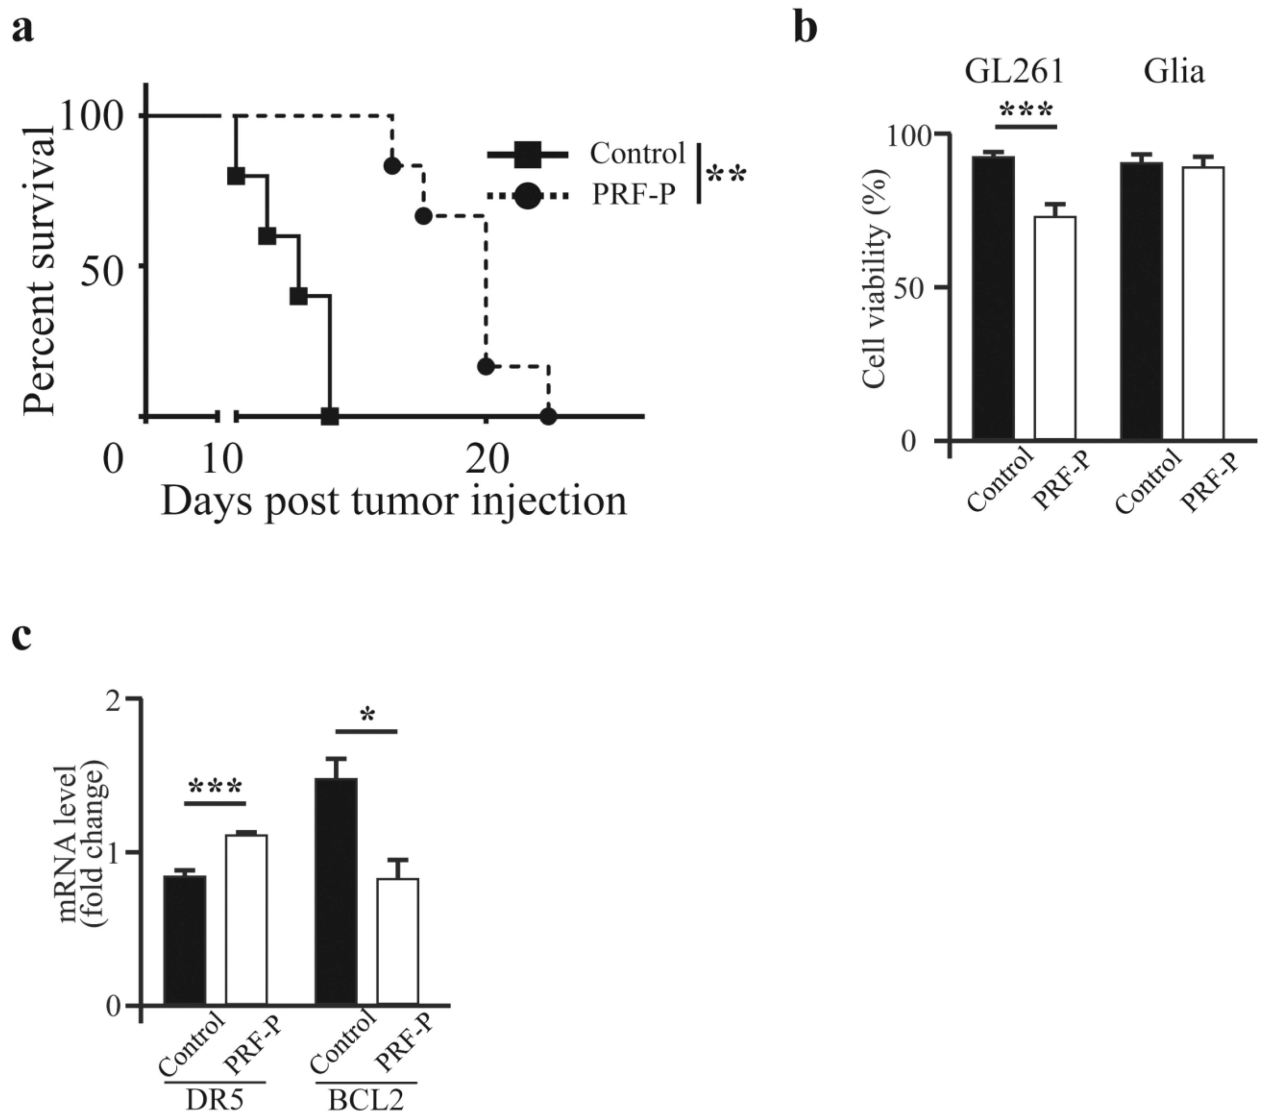 a
Percent survival
100
50
0
10
20
Days post tumor injection
Control
PRF-P
**
b
GL261
Glia
***
Cell viability (%)
100
50
0
Control
PRF-P
Control
PRF-P
c
mRNA level
(fold change)
2
1
0
***
*
Control
PRF-P
Control
PRF-P
DR5
BCL2